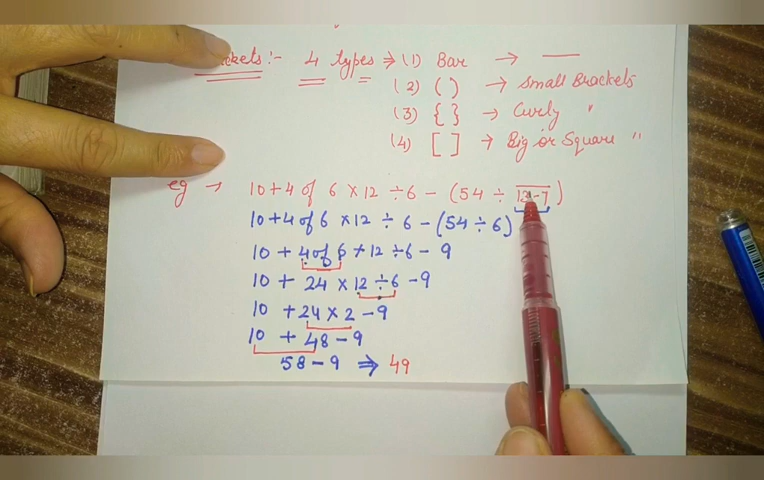 ckets :- 4 types ⇒ (1) Bar → —
(2) ( ) → Small Brackets
(3) { } → Curly "
(4) [ ] → Big or Square "
eg → 10 + 4 of 6 × 12 ÷ 6 - (54 ÷ 12-7)
10 + 4 of 6 × 12 ÷ 6 - (54 ÷ 6)
10 + 4 of 6 × 12 ÷ 6 - 9
10 + 24 × 12 ÷ 6 - 9
10 + 24 × 2 - 9
10 + 48 - 9
58 - 9 ⇒ 49